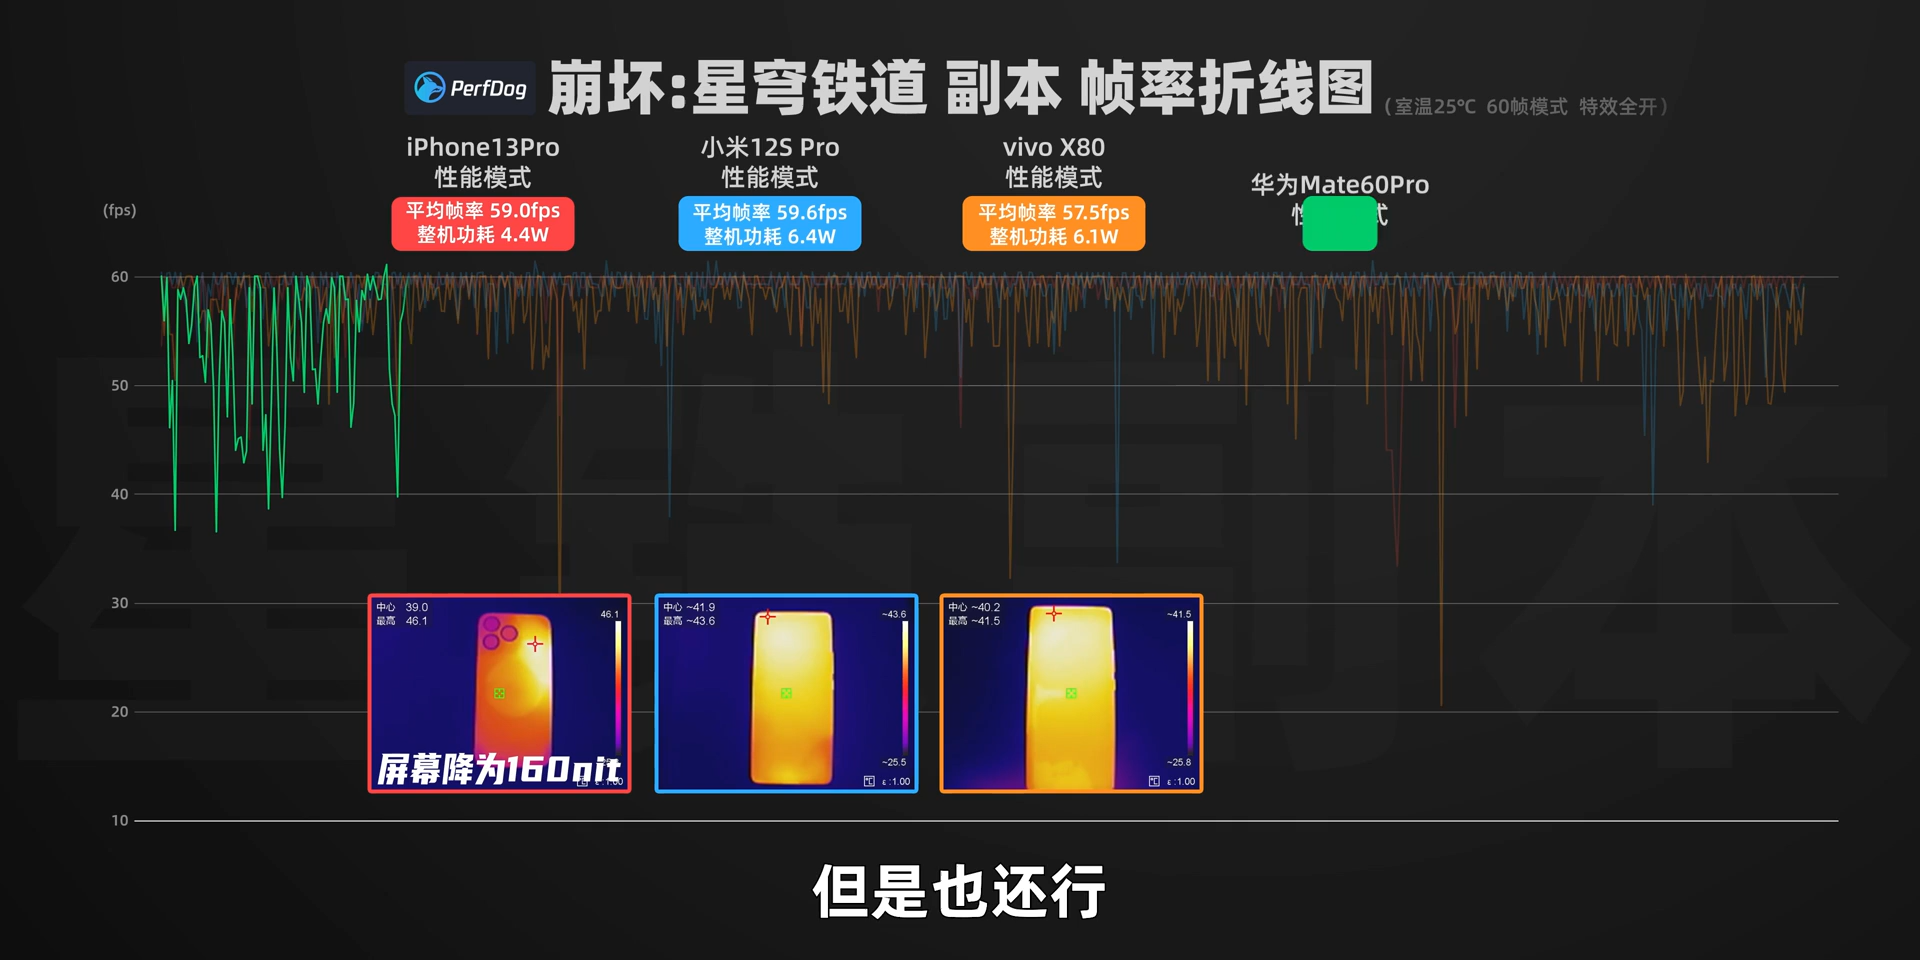 PerfDog
崩坏:星穹铁道 副本 帧率折线图
(室温25℃ 60帧模式 特效全开)
iPhone13Pro
性能模式
平均帧率 59.0fps
整机功耗 4.4W
小米12S Pro
性能模式
平均帧率 59.6fps
整机功耗 6.4W
vivo X80
性能模式
平均帧率 57.5fps
整机功耗 6.1W
华为Mate60Pro
(fps)
60
50
40
30
20
10
中心 39.0
最高 46.1
46.1
屏幕降为160nit
中心 ~41.9
最高 ~43.6
~43.6
~25.5
℃ ε:1.00
中心 ~40.2
最高 ~41.5
~41.5
~25.8
℃ ε:1.00
星铁副本
但是也还行